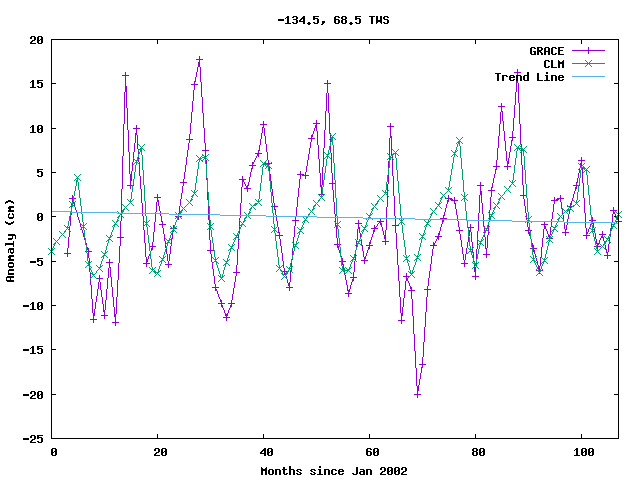 -134.5, 68.5 TWS
GRACE
CLM
Trend Line
20
15
10
5
0
-5
-10
-15
-20
-25
Anomaly (cm)
0 20 40 60 80 100
Months since Jan 2002